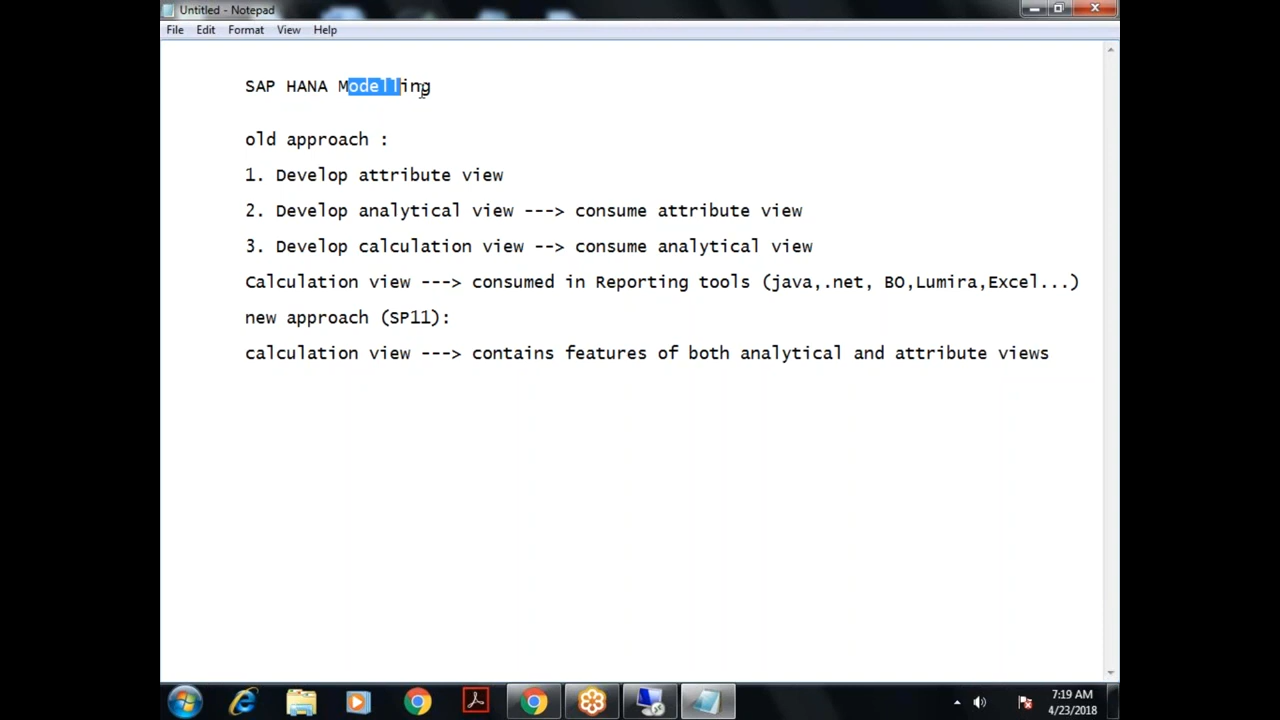 Untitled - Notepad
File Edit Format View Help
SAP HANA Modelling
old approach :
1. Develop attribute view
2. Develop analytical view ---> consume attribute view
3. Develop calculation view --> consume analytical view
Calculation view ---> consumed in Reporting tools (java,.net, BO,Lumira,Excel...)
new approach (SP11):
calculation view ---> contains features of both analytical and attribute views
7:19 AM
4/23/2018